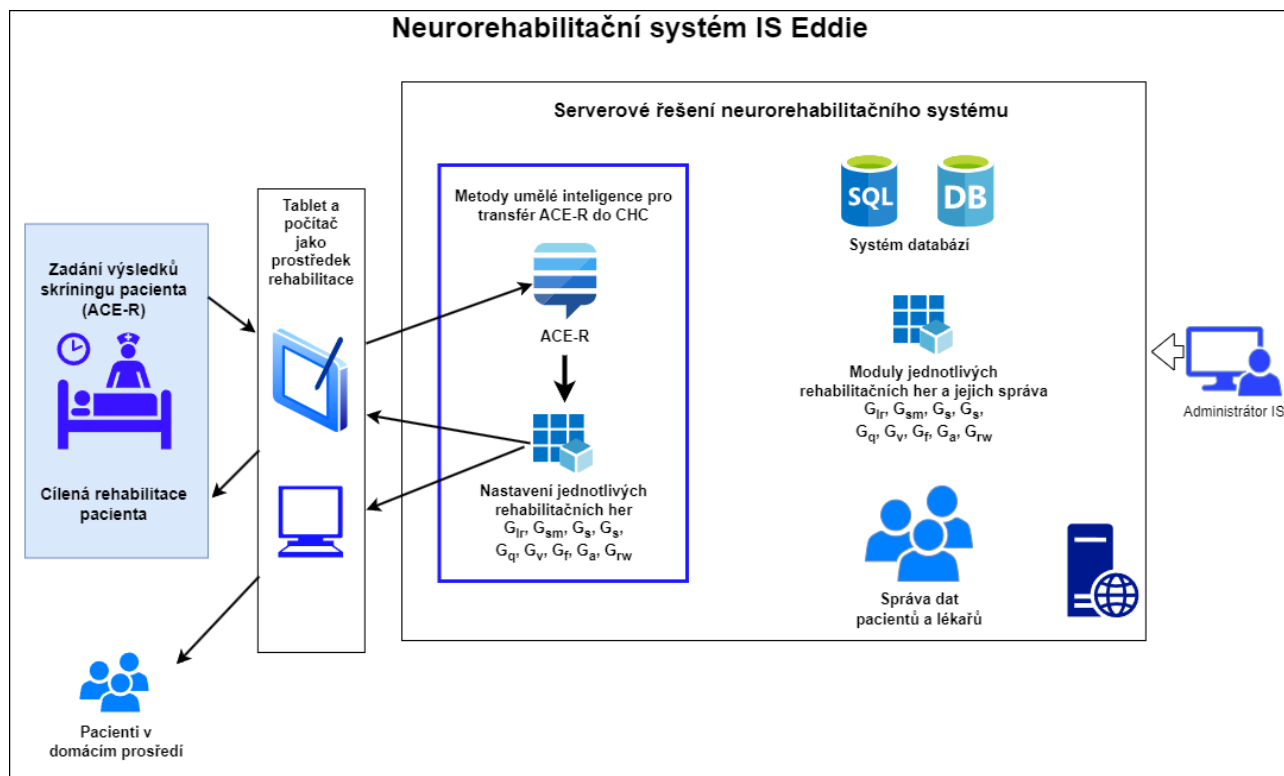 Neurorehabilitační systém IS Eddie
Serverové řešení neurorehabilitačního systému
Zadání výsledků
skríningu pacienta
(ACE-R)
Cílená rehabilitace
pacienta
Pacienti v
domácím prosředí
Tablet a
počítač
jako
prostředek
rehabilitace
Metody umělé inteligence pro
transfér ACE-R do CHC
ACE-R
Nastavení jednotlivých
rehabilitačních her
Glr, Gsm, Gs, Gs,
Gq, Gv, Gf, Ga, Grw
SQL
DB
Systém databází
Moduly jednotlivých
rehabilitačních her a jejich správa
Glr, Gsm, Gs, Gs,
Gq, Gv, Gf, Ga, Grw
Správa dat
pacientů a lékařů
Administrátor IS